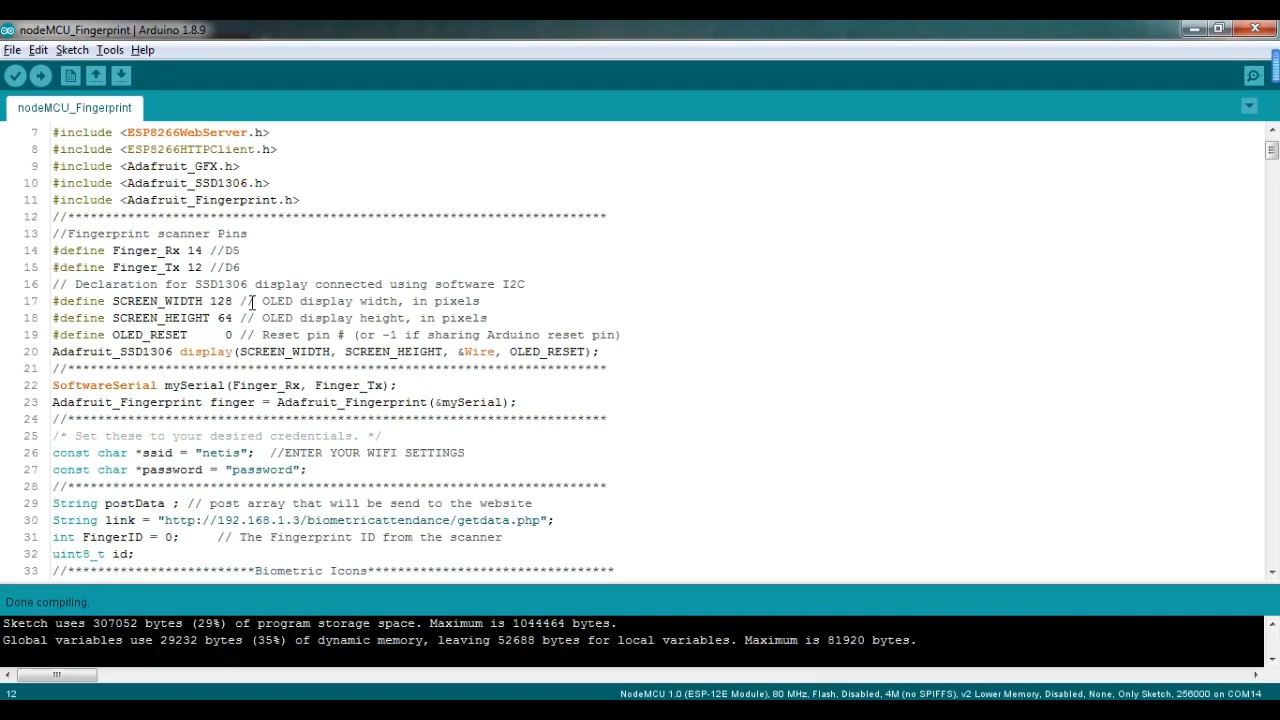 nodeMCU_Fingerprint | Arduino 1.8.9
File Edit Sketch Tools Help
nodeMCU_Fingerprint
7 #include <ESP8266WebServer.h>
8 #include <ESP8266HTTPClient.h>
9 #include <Adafruit_GFX.h>
10 #include <Adafruit_SSD1306.h>
11 #include <Adafruit_Fingerprint.h>
12 //************************************************************************
13 //Fingerprint scanner Pins
14 #define Finger_Rx 14 //D5
15 #define Finger_Tx 12 //D6
16 // Declaration for SSD1306 display connected using software I2C
17 #define SCREEN_WIDTH 128 // OLED display width, in pixels
18 #define SCREEN_HEIGHT 64 // OLED display height, in pixels
19 #define OLED_RESET     0 // Reset pin # (or -1 if sharing Arduino reset pin)
20 Adafruit_SSD1306 display(SCREEN_WIDTH, SCREEN_HEIGHT, &Wire, OLED_RESET);
21 //************************************************************************
22 SoftwareSerial mySerial(Finger_Rx, Finger_Tx);
23 Adafruit_Fingerprint finger = Adafruit_Fingerprint(&mySerial);
24 //************************************************************************
25 /* Set these to your desired credentials. */
26 const char *ssid = "netis";  //ENTER YOUR WIFI SETTINGS
27 const char *password = "password";
28 //************************************************************************
29 String postData ; // post array that will be send to the website
30 String link = "http://192.168.1.3/biometricattendance/getdata.php";
31 int FingerID = 0;     // The Fingerprint ID from the scanner
32 uint8_t id;
33 //*************************Biometric Icons*********************************
Done compiling.
Sketch uses 307052 bytes (29%) of program storage space. Maximum is 1044464 bytes.
Global variables use 29232 bytes (35%) of dynamic memory, leaving 52688 bytes for local variables. Maximum is 81920 bytes.
12 NodeMCU 1.0 (ESP-12E Module), 80 MHz, Flash, Disabled, 4M (no SPIFFS), v2 Lower Memory, Disabled, None, Only Sketch, 256000 on COM14